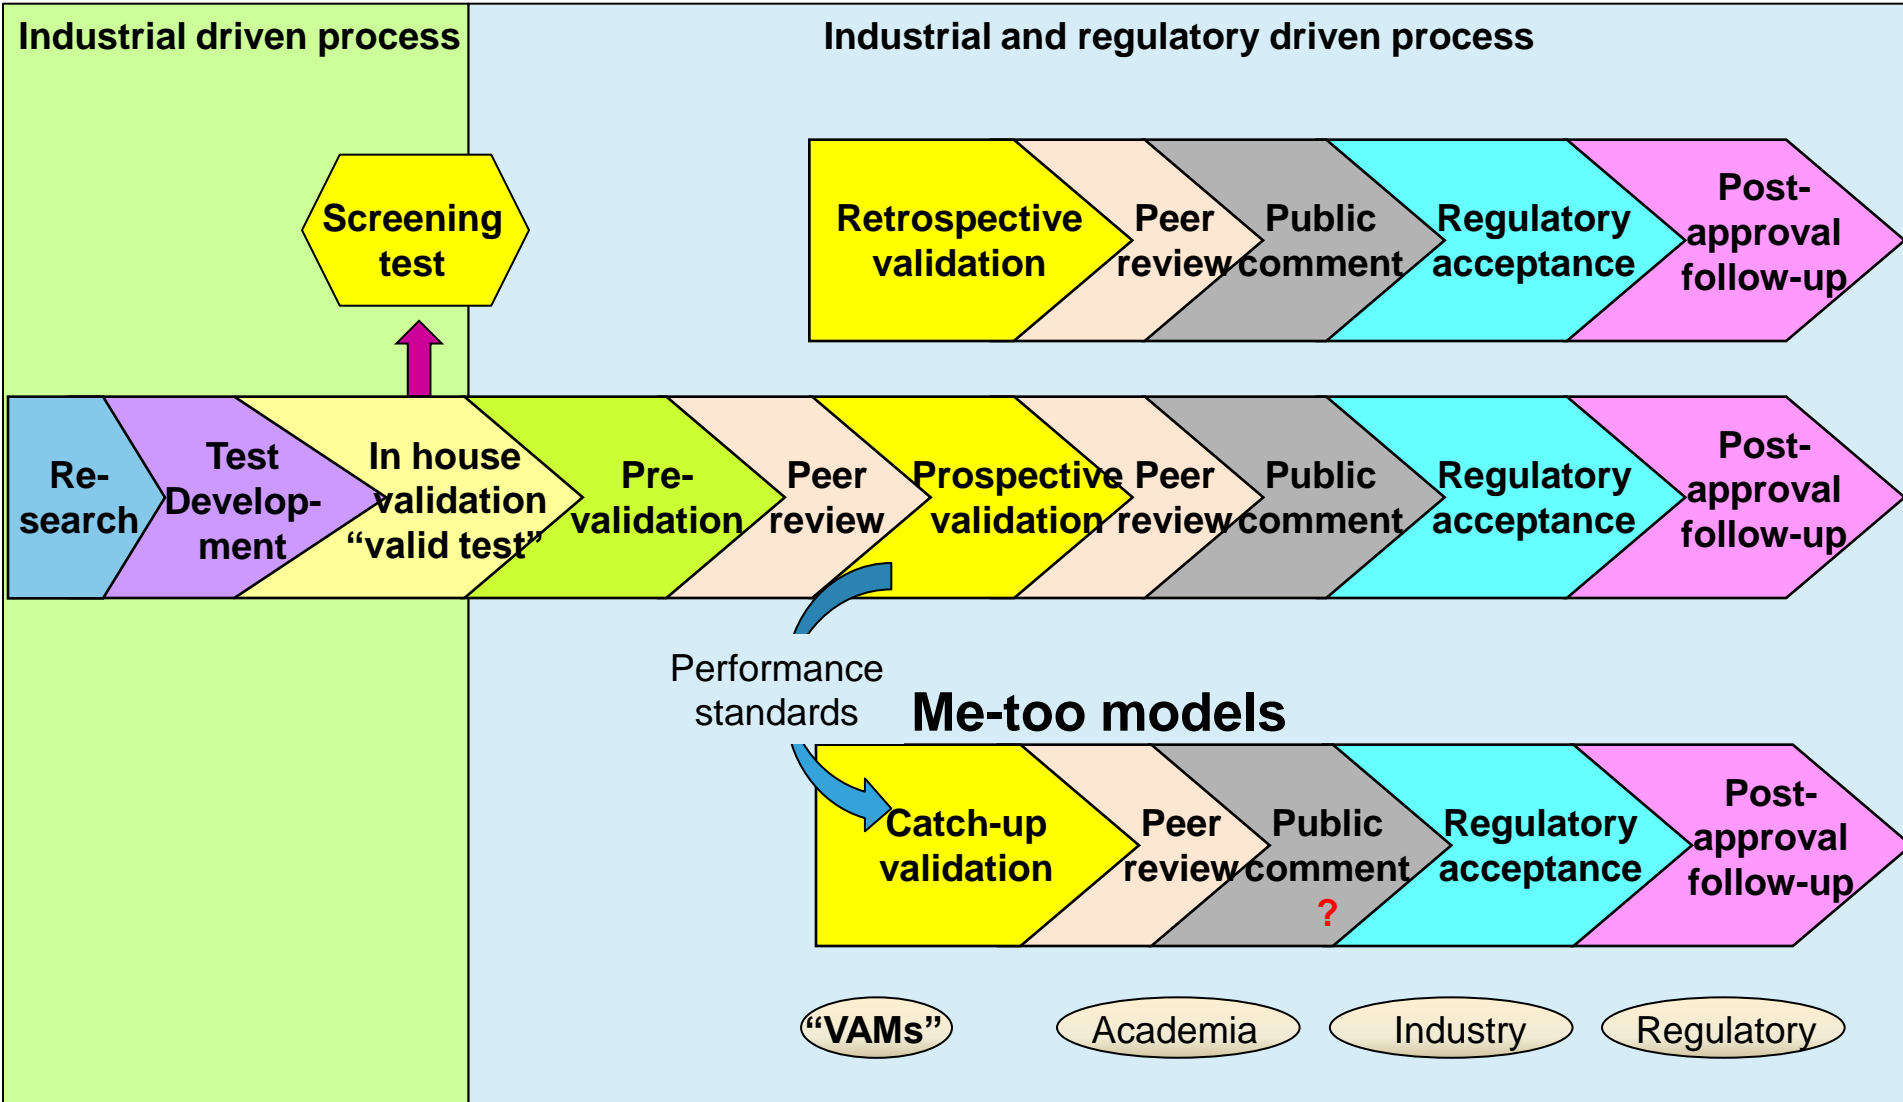 Industrial driven process
Industrial and regulatory driven process
Screening
test
Retrospective
validation
Peer
review
Public
comment
Regulatory
acceptance
Post-
approval
follow-up
Re-
search
Test
Develop-
ment
In house
validation
“valid test”
Pre-
validation
Peer
review
Prospective
validation
Peer
review
Public
comment
Regulatory
acceptance
Post-
approval
follow-up
Performance
standards
Me-too models
Catch-up
validation
Peer
review
Public
comment
?
Regulatory
acceptance
Post-
approval
follow-up
“VAMs”
Academia
Industry
Regulatory